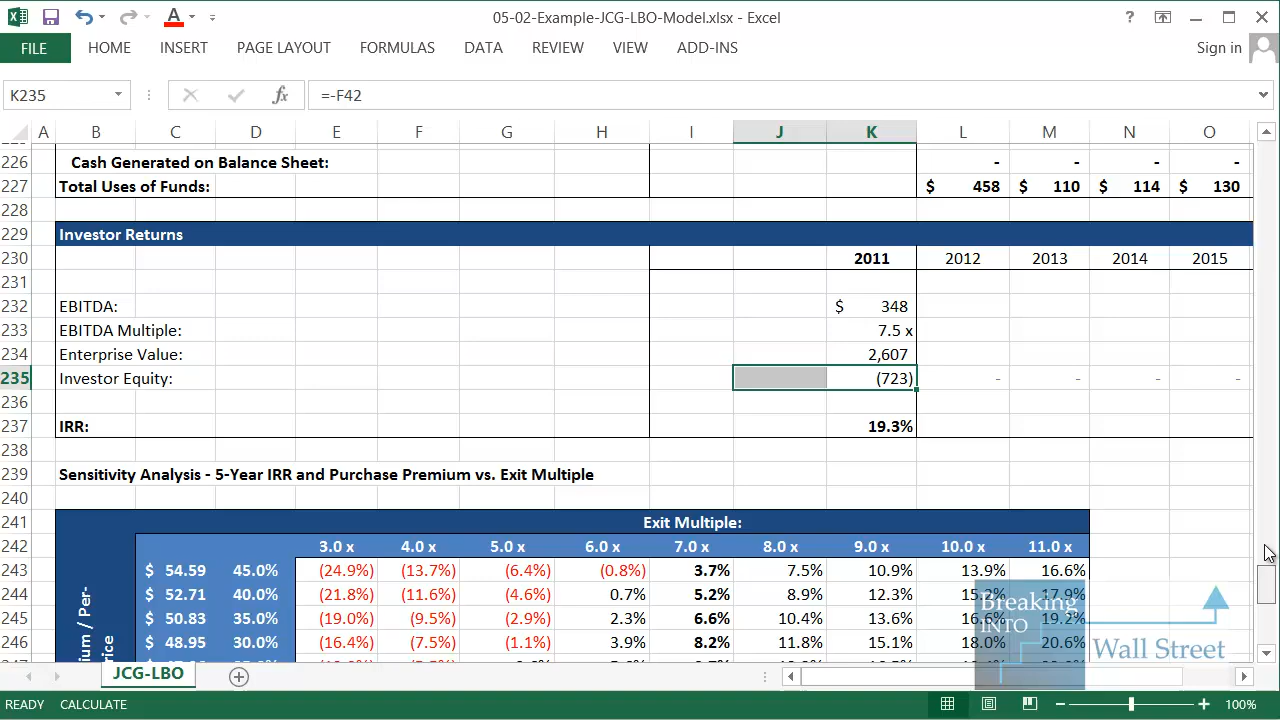 05-02-Example-JCG-LBO-Model.xlsx - Excel
FILE HOME INSERT PAGE LAYOUT FORMULAS DATA REVIEW VIEW ADD-INS Sign in
K235 =-F42
A B C D E F G H I J K L M N O
226 Cash Generated on Balance Sheet: - - - -
227 Total Uses of Funds: $ 458 $ 110 $ 114 $ 130
228
229 Investor Returns
230 2011 2012 2013 2014 2015
231
232 EBITDA: $ 348
233 EBITDA Multiple: 7.5 x
234 Enterprise Value: 2,607
235 Investor Equity: (723) - - - -
236
237 IRR: 19.3%
238
239 Sensitivity Analysis - 5-Year IRR and Purchase Premium vs. Exit Multiple
240
241 Exit Multiple:
242 3.0 x 4.0 x 5.0 x 6.0 x 7.0 x 8.0 x 9.0 x 10.0 x 11.0 x
243 $ 54.59 45.0% (24.9%) (13.7%) (6.4%) (0.8%) 3.7% 7.5% 10.9% 13.9% 16.6%
244 $ 52.71 40.0% (21.8%) (11.6%) (4.6%) 0.7% 5.2% 8.9% 12.3% 17.9%
245 $ 50.83 35.0% (19.0%) (9.5%) (2.9%) 2.3% 6.6% 10.4% 13.6% 19.2%
246 $ 48.95 30.0% (16.4%) (7.5%) (1.1%) 3.9% 8.2% 11.8% 15.1% 20.6%
Breaking
INTO
Wall Street
JCG-LBO
READY CALCULATE 100%